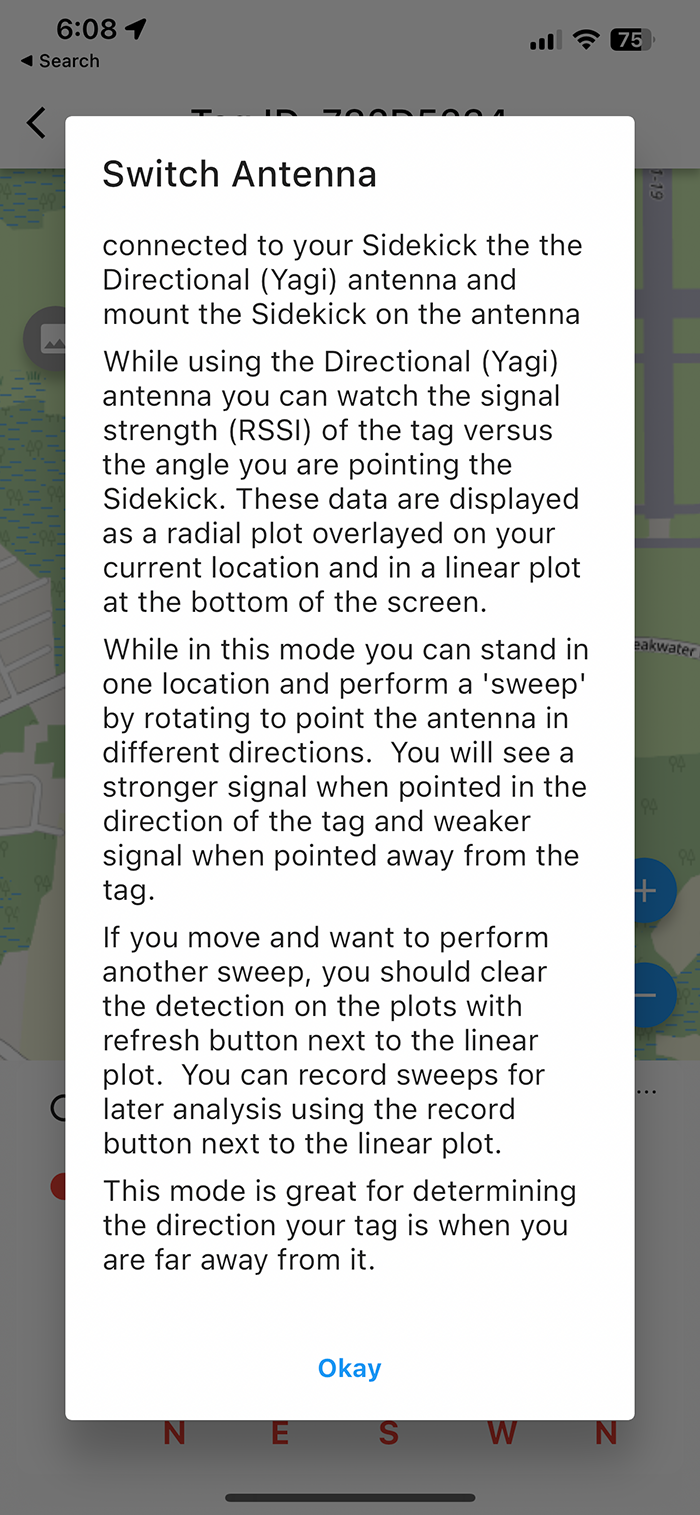 6:08
75
◀ Search
Tag ID
Switch Antenna
connected to your Sidekick the the
Directional (Yagi) antenna and
mount the Sidekick on the antenna
While using the Directional (Yagi)
antenna you can watch the signal
strength (RSSI) of the tag versus
the angle you are pointing the
Sidekick. These data are displayed
as a radial plot overlayed on your
current location and in a linear plot
at the bottom of the screen.
While in this mode you can stand in
one location and perform a 'sweep'
by rotating to point the antenna in
different directions.  You will see a
stronger signal when pointed in the
direction of the tag and weaker
signal when pointed away from the
tag.
If you move and want to perform
another sweep, you should clear
the detection on the plots with
refresh button next to the linear
plot.  You can record sweeps for
later analysis using the record
button next to the linear plot.
This mode is great for determining
the direction your tag is when you
are far away from it.
Okay
1-19
eakwater
+
−
...
N E S W N